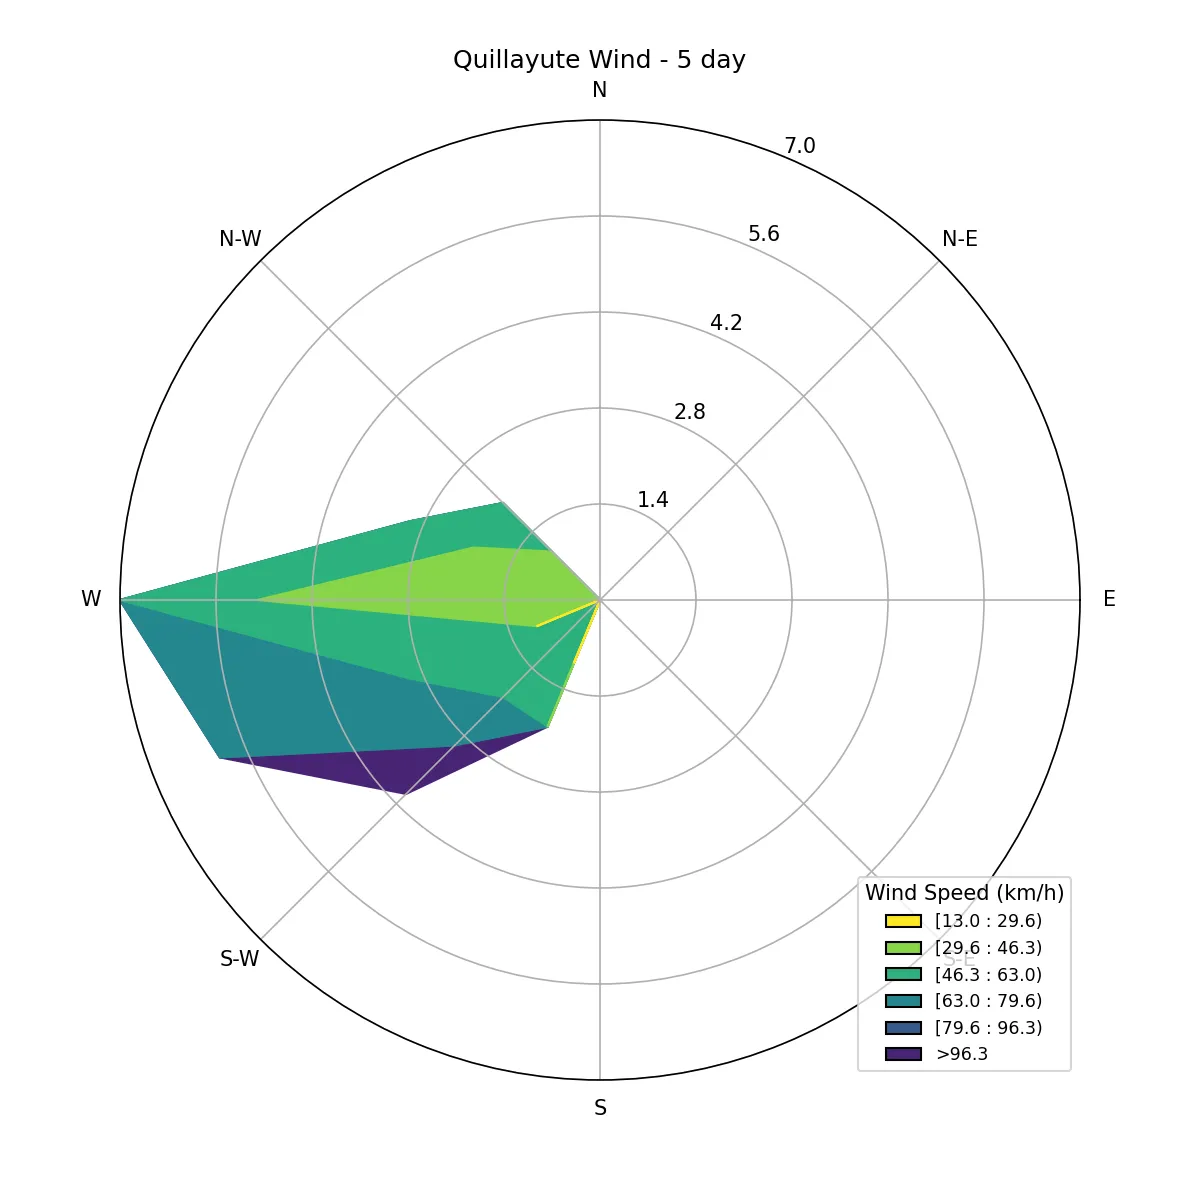 Quillayute Wind - 5 day
N
7.0
N-W
5.6
N-E
4.2
2.8
1.4
W
E
Wind Speed (km/h)
[13.0 : 29.6)
[29.6 : 46.3)
S-W
S-E
[46.3 : 63.0)
[63.0 : 79.6)
[79.6 : 96.3)
>96.3
S